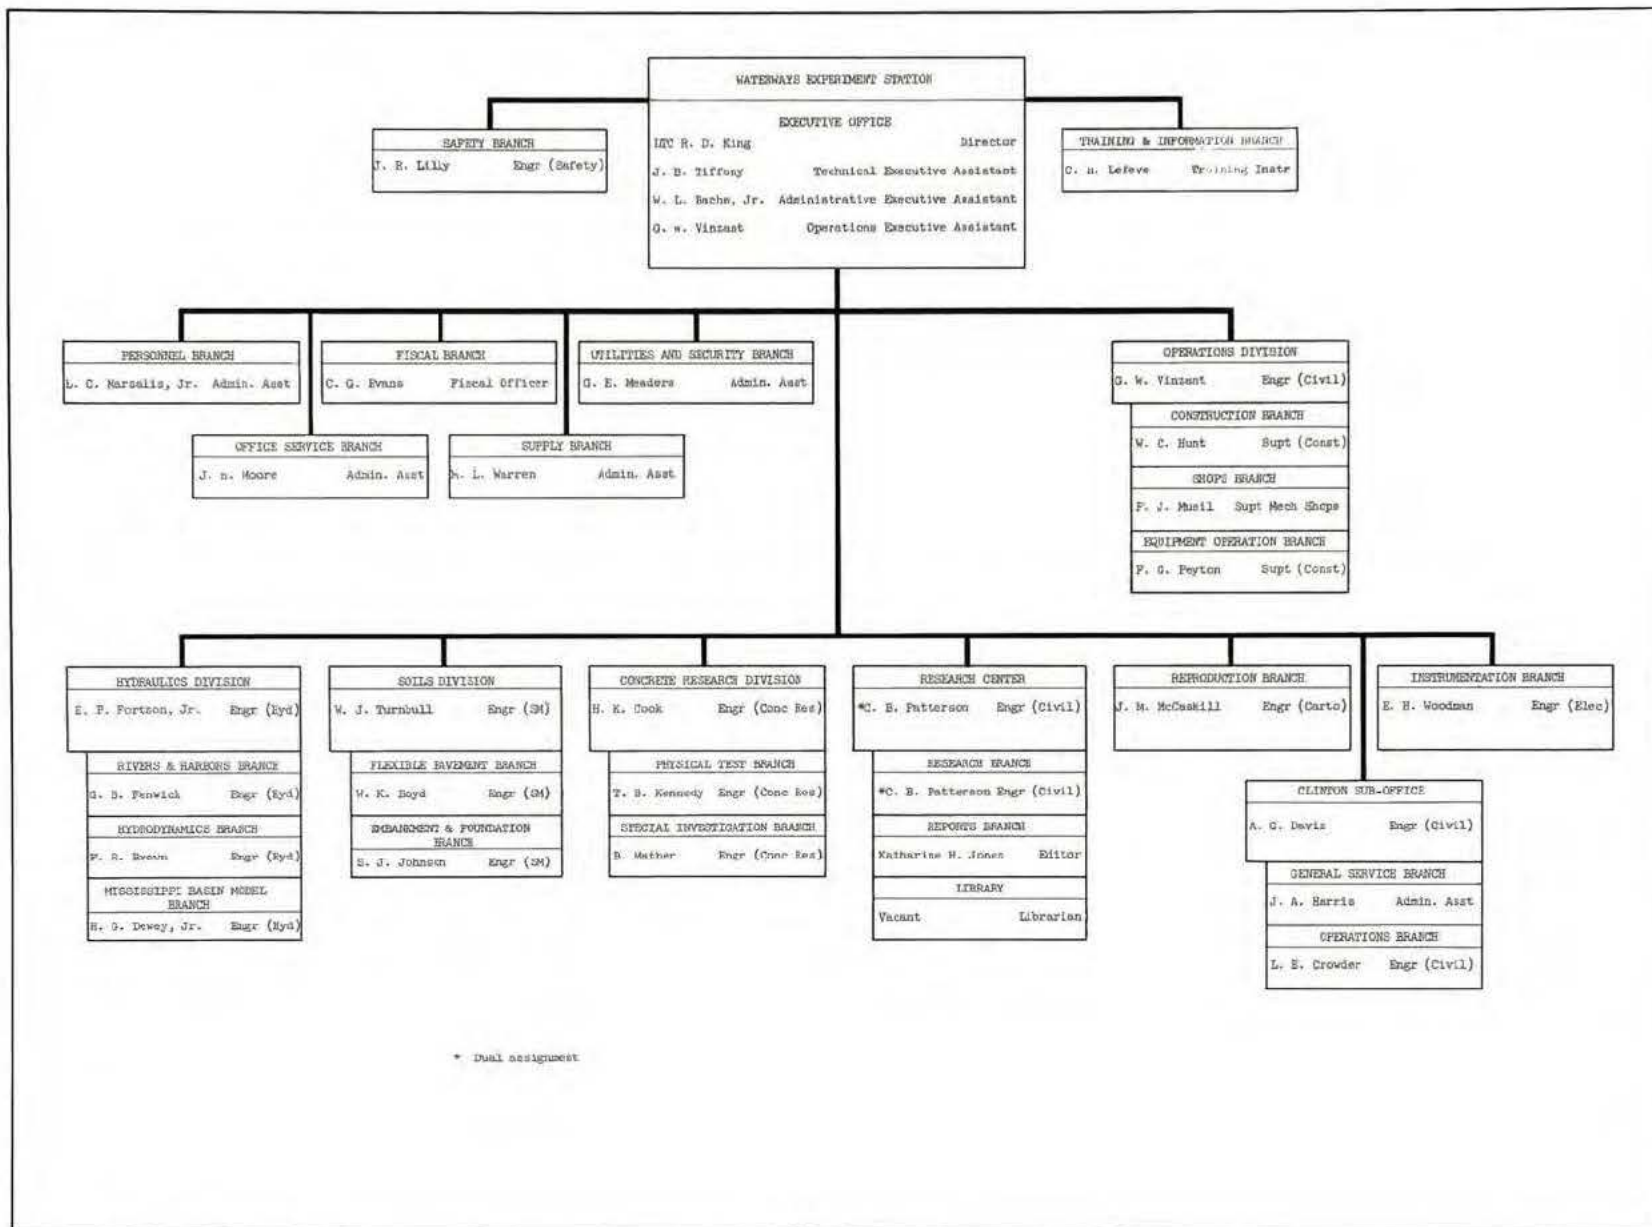 WATERWAYS EXPERIMENT STATION
EXECUTIVE OFFICE
LTC R. D. King Director
J. B. Tiffany Technical Executive Assistant
W. L. Bache, Jr. Administrative Executive Assistant
G. W. Vinzant Operations Executive Assistant
SAFETY BRANCH
J. R. Lilly Engr (Safety)
TRAINING & INFORMATION BRANCH
C. H. Lefeve Training Instr
PERSONNEL BRANCH
L. C. Marsalis, Jr. Admin. Asst
FISCAL BRANCH
C. G. Evans Fiscal Officer
UTILITIES AND SECURITY BRANCH
G. E. Meaders Admin. Asst
OFFICE SERVICE BRANCH
J. Moore Admin. Asst
SUPPLY BRANCH
L. Warren Admin. Asst
OPERATIONS DIVISION
G. W. Vinzant Engr (Civil)
CONSTRUCTION BRANCH
W. C. Hunt Supt (Const)
SHOPS BRANCH
F. J. Musil Supt Mech Shops
EQUIPMENT OPERATION BRANCH
F. G. Peyton Supt (Const)
HYDRAULICS DIVISION
E. P. Fortson, Jr. Engr (Hyd)
RIVERS & HARBORS BRANCH
G. B. Fenwick Engr (Hyd)
HYDRODYNAMICS BRANCH
F. R. Brown Engr (Hyd)
MISSISSIPPI BASIN MODEL
BRANCH
H. G. Dewey, Jr. Engr (Hyd)
SOILS DIVISION
W. J. Turnbull Engr (SM)
FLEXIBLE PAVEMENT BRANCH
W. K. Boyd Engr (SM)
EMBANKMENT & FOUNDATION
BRANCH
S. J. Johnson Engr (SM)
CONCRETE RESEARCH DIVISION
H. K. Cook Engr (Conc Res)
PHYSICAL TEST BRANCH
T. B. Kennedy Engr (Conc Res)
SPECIAL INVESTIGATION BRANCH
B. Mather Engr (Conc Res)
RESEARCH CENTER
*C. B. Patterson Engr (Civil)
RESEARCH BRANCH
*C. B. Patterson Engr (Civil)
REPORTS BRANCH
Katharine H. Jones Editor
LIBRARY
Vacant Librarian
REPRODUCTION BRANCH
J. M. McCaskill Engr (Carto)
INSTRUMENTATION BRANCH
E. H. Woodman Engr (Elec)
CLINTON SUB-OFFICE
A. G. Davis Engr (Civil)
GENERAL SERVICE BRANCH
J. A. Harris Admin. Asst
OPERATIONS BRANCH
L. E. Crowder Engr (Civil)
* Dual assignment